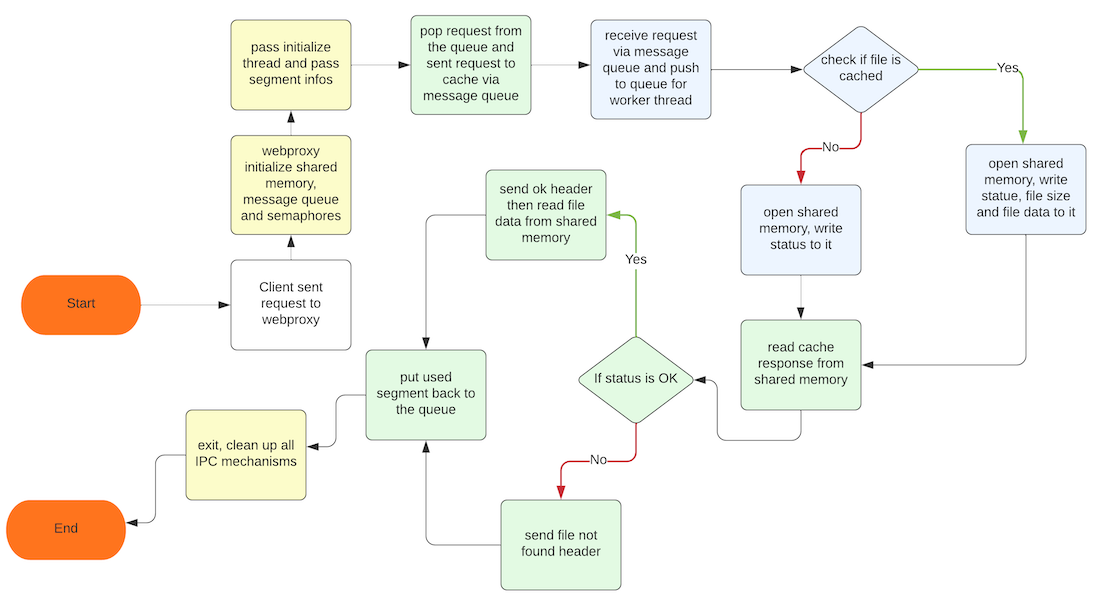 Start
Client sent
request to
webproxy
webproxy
initialize shared
memory,
message queue
and semaphores
pass initialize
thread and pass
segment infos
pop request from
the queue and
sent request to
cache via
message queue
receive request
via message
queue and push
to queue for
worker thread
check if file is
cached
Yes
open shared
memory, write
statue, file size
and file data to it
No
open shared
memory, write
status to it
read cache
response from
shared memory
If status is OK
Yes
send ok header
then read file
data from shared
memory
No
send file not
found header
put used
segment back to
the queue
exit, clean up all
IPC mechanisms
End